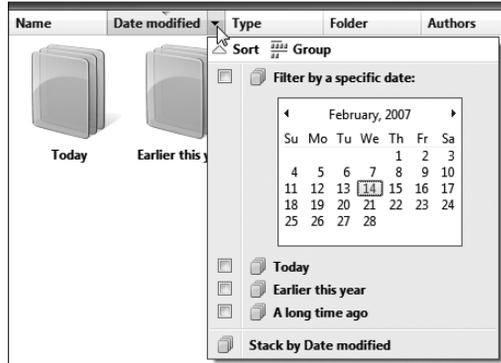 Name Date modified Type Folder Authors
Sort Group
Filter by a specific date:
February, 2007
Su Mo Tu We Th Fr Sa
1 2 3
4 5 6 7 8 9 10
11 12 13 14 15 16 17
18 19 20 21 22 23 24
25 26 27 28
Today Earlier this y
Today
Earlier this year
A long time ago
Stack by Date modified